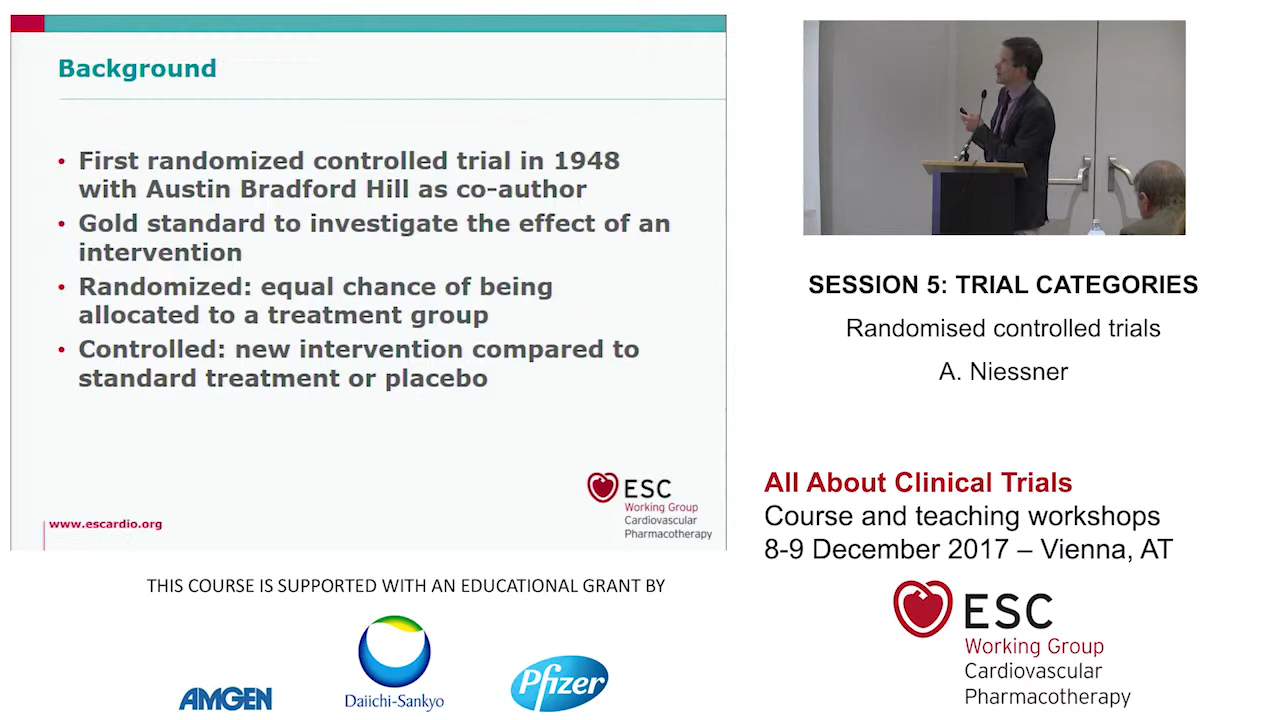 Background
• First randomized controlled trial in 1948
with Austin Bradford Hill as co-author
• Gold standard to investigate the effect of an
intervention
• Randomized: equal chance of being
allocated to a treatment group
• Controlled: new intervention compared to
standard treatment or placebo
ESC
Working Group
Cardiovascular
Pharmacotherapy
www.escardio.org
SESSION 5: TRIAL CATEGORIES
Randomised controlled trials
A. Niessner
All About Clinical Trials
Course and teaching workshops
8-9 December 2017 – Vienna, AT
ESC
Working Group
Cardiovascular
Pharmacotherapy
THIS COURSE IS SUPPORTED WITH AN EDUCATIONAL GRANT BY
AMGEN
Daiichi-Sankyo
Pfizer